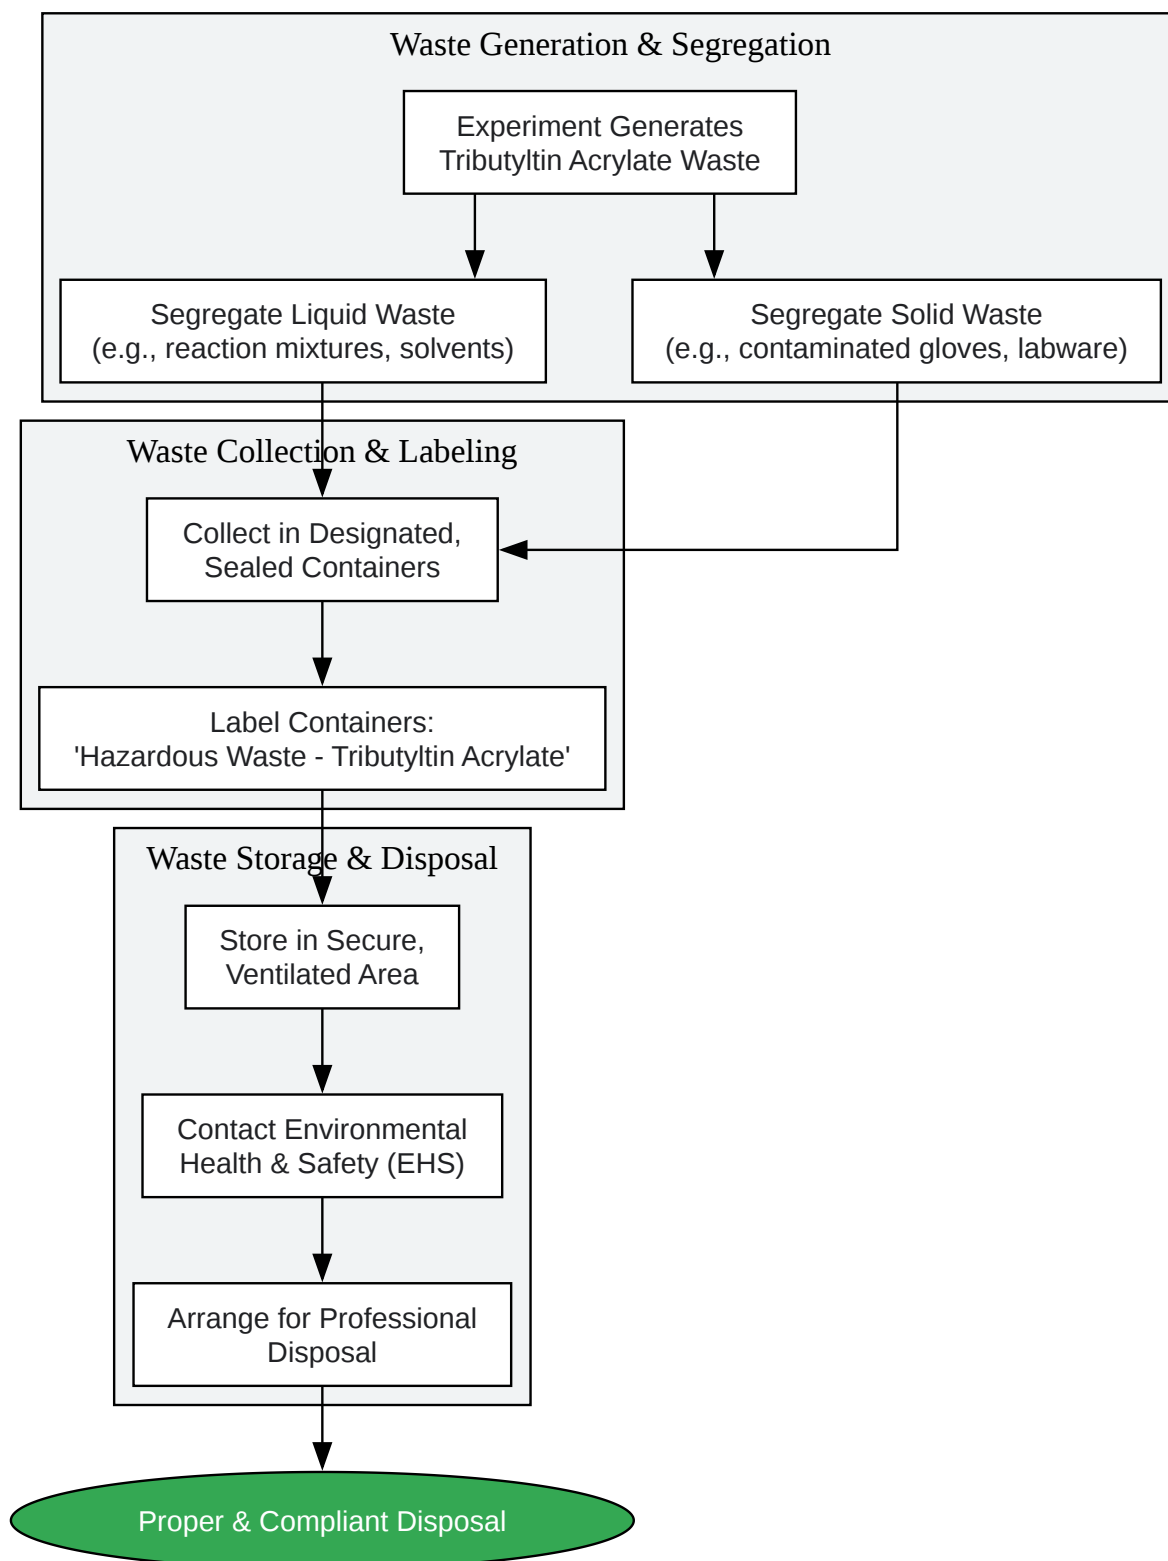 Waste Generation & Segregation
Experiment Generates
Tributyltin Acrylate Waste
Segregate Liquid Waste
(e.g., reaction mixtures, solvents)
Segregate Solid Waste
(e.g., contaminated gloves, labware)
Waste Collection & Labeling
Collect in Designated,
Sealed Containers
Label Containers:
'Hazardous Waste - Tributyltin Acrylate'
Waste Storage & Disposal
Store in Secure,
Ventilated Area
Contact Environmental
Health & Safety (EHS)
Arrange for Professional
Disposal
Proper & Compliant Disposal